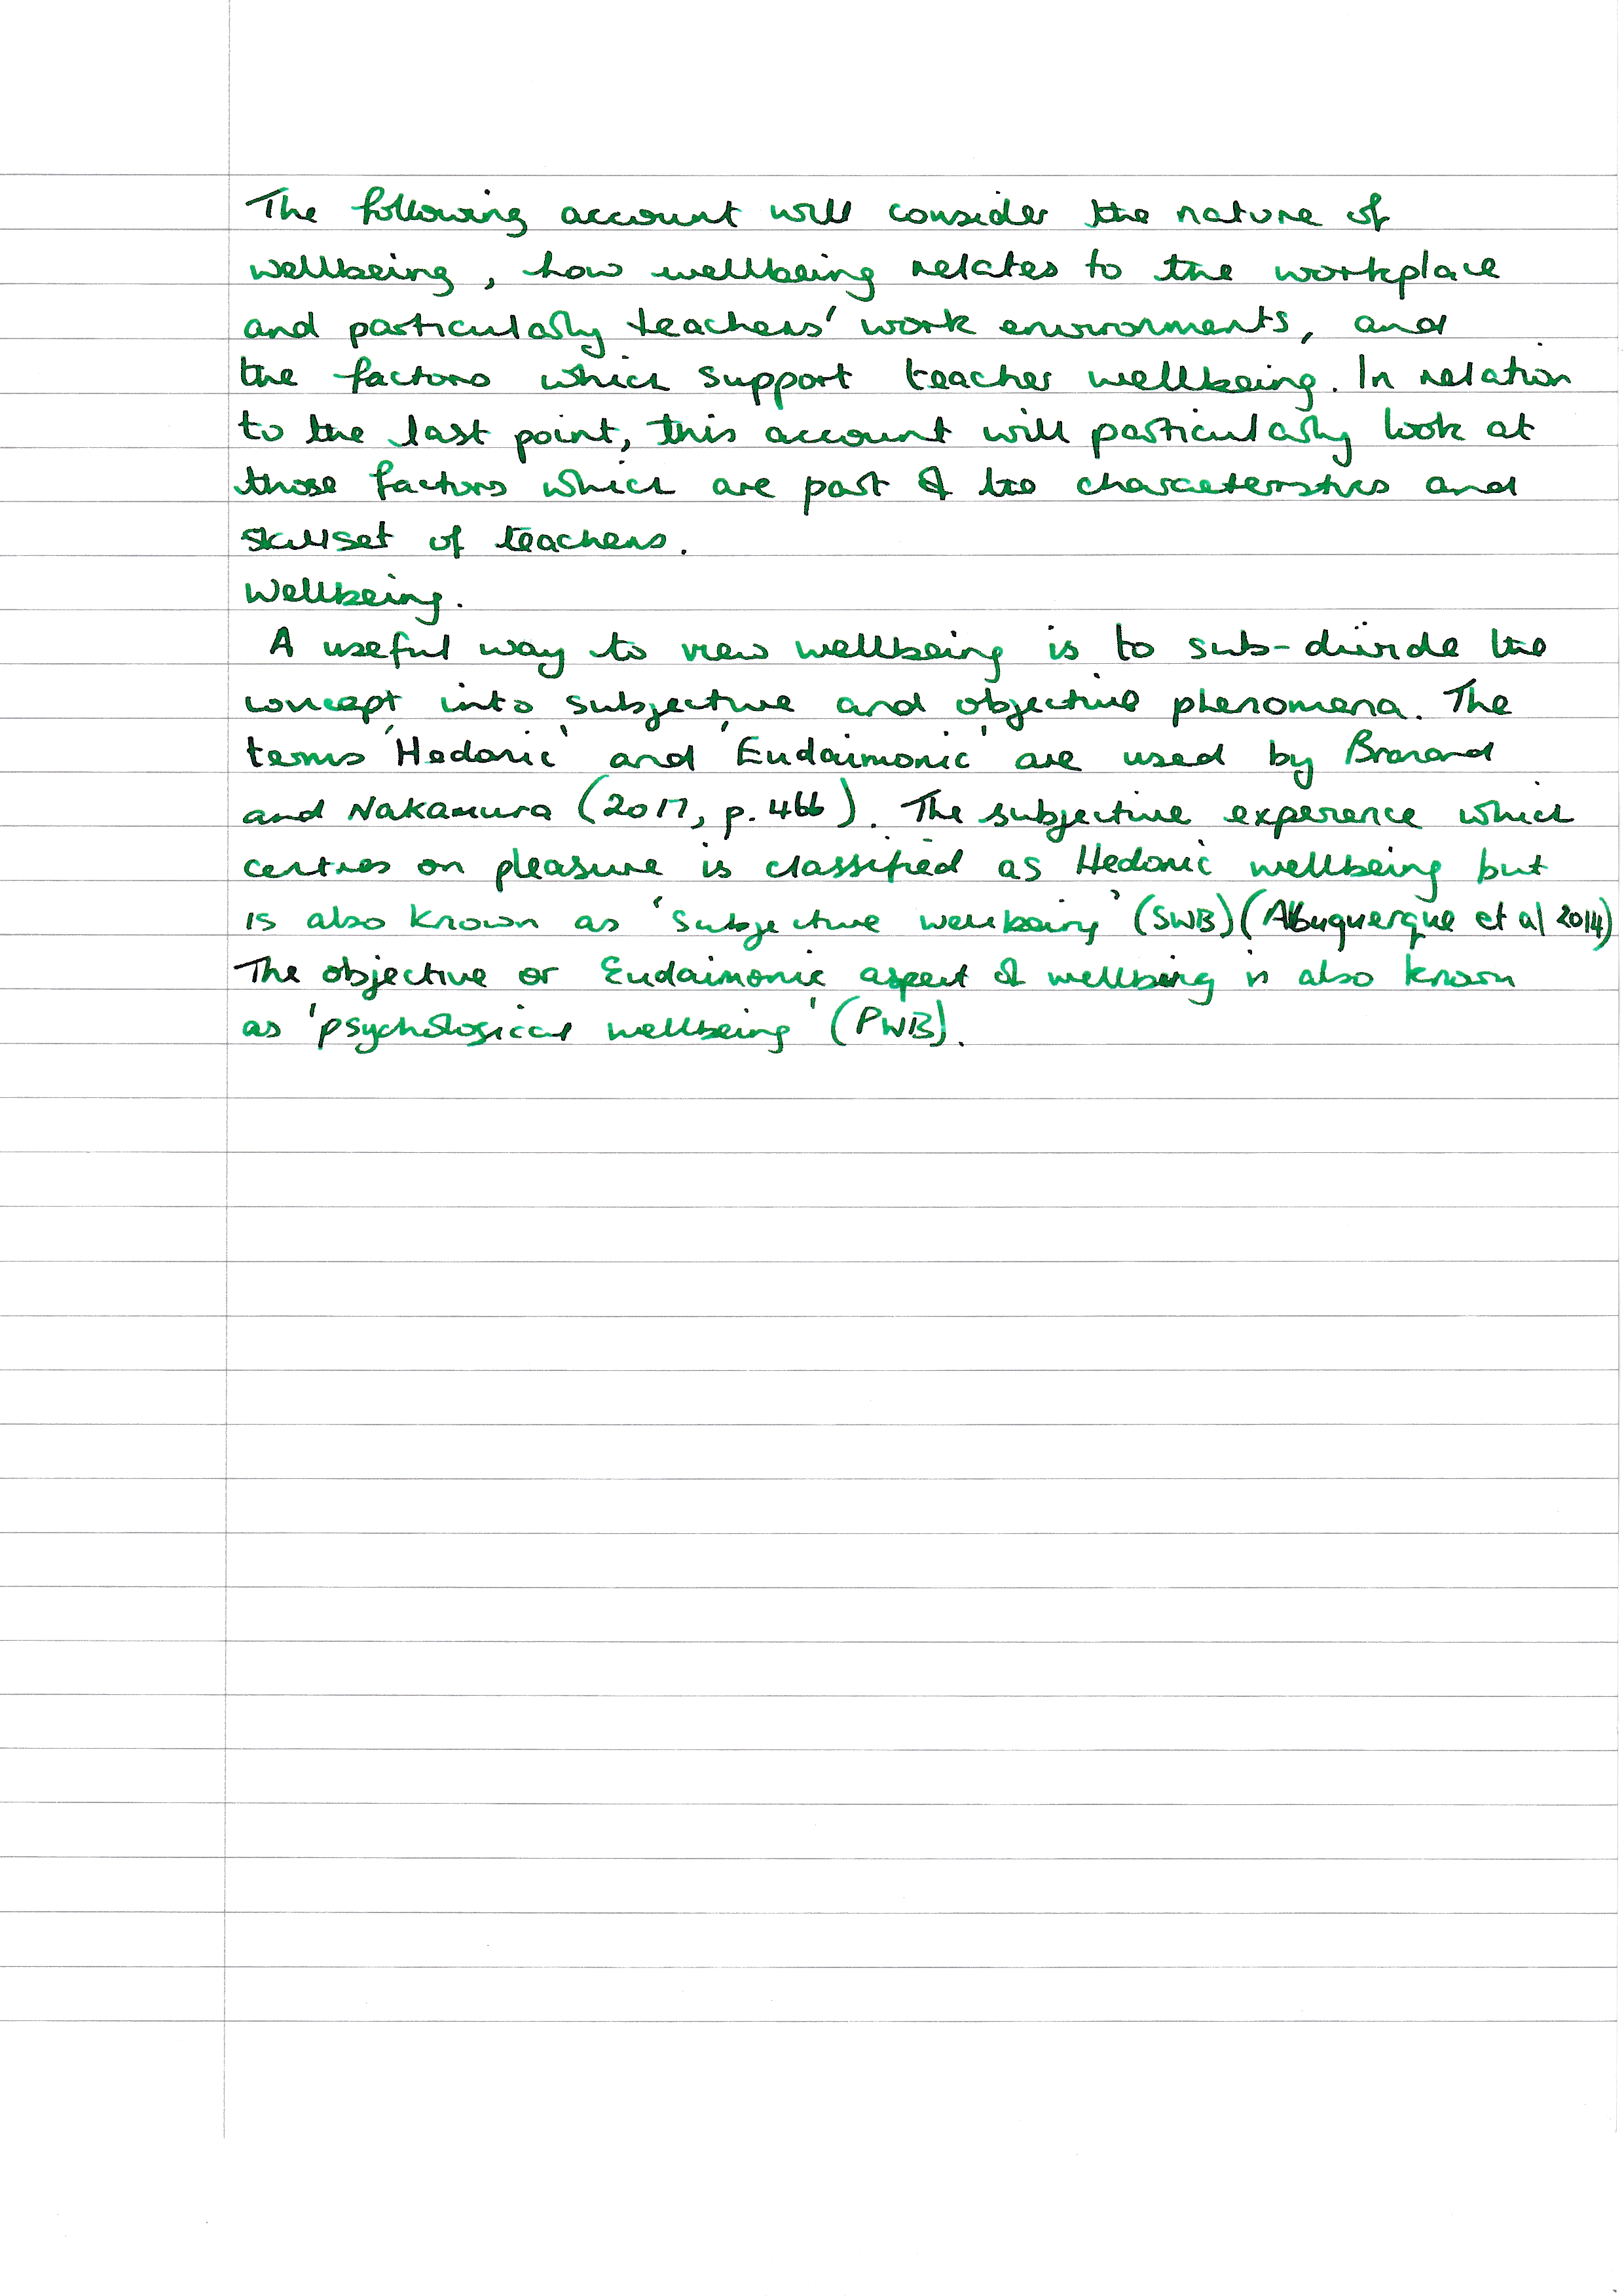 The following account will consider the nature of
wellbeing, how wellbeing relates to the workplace
and particularly teachers' work environments, and
the factors which support teacher wellbeing. In relation
to the last point, this account will particularly look at
those factors which are part of the characteristics and
skillset of teachers.
Wellbeing.
A useful way to view wellbeing is to sub-divide the
concept into subjective and objective phenomena. The
terms 'Hedonic' and 'Eudaimonic' are used by
and Nakamura (2017, p. 466). The subjective experience which
centres on pleasure is classified as Hedonic wellbeing but
is also known as 'Subjective wellbeing' (SWB) (Albuquerque et al 2014)
The objective or Eudaimonic aspect of wellbeing is also known
as 'psychological wellbeing' (PWB).